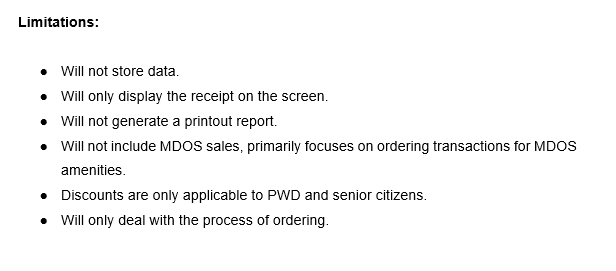 Limitations:
● Will not store data.
● Will only display the receipt on the screen.
● Will not generate a printout report.
● Will not include MDOS sales, primarily focuses on ordering transactions for MDOS
amenities.
● Discounts are only applicable to PWD and senior citizens.
● Will only deal with the process of ordering.